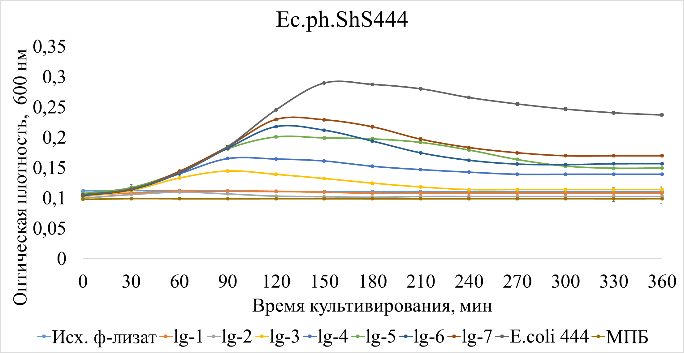 Ec.ph.ShS444
Оптическая плотность, 600 нм
0,35
0,3
0,25
0,2
0,15
0,1
0,05
0
0 30 60 90 120 150 180 210 240 270 300 330 360
Время культивирования, мин
Исх. ф-лизат lg-1 lg-2 lg-3 lg-4 lg-5 lg-6 lg-7 E.coli 444 МПБ